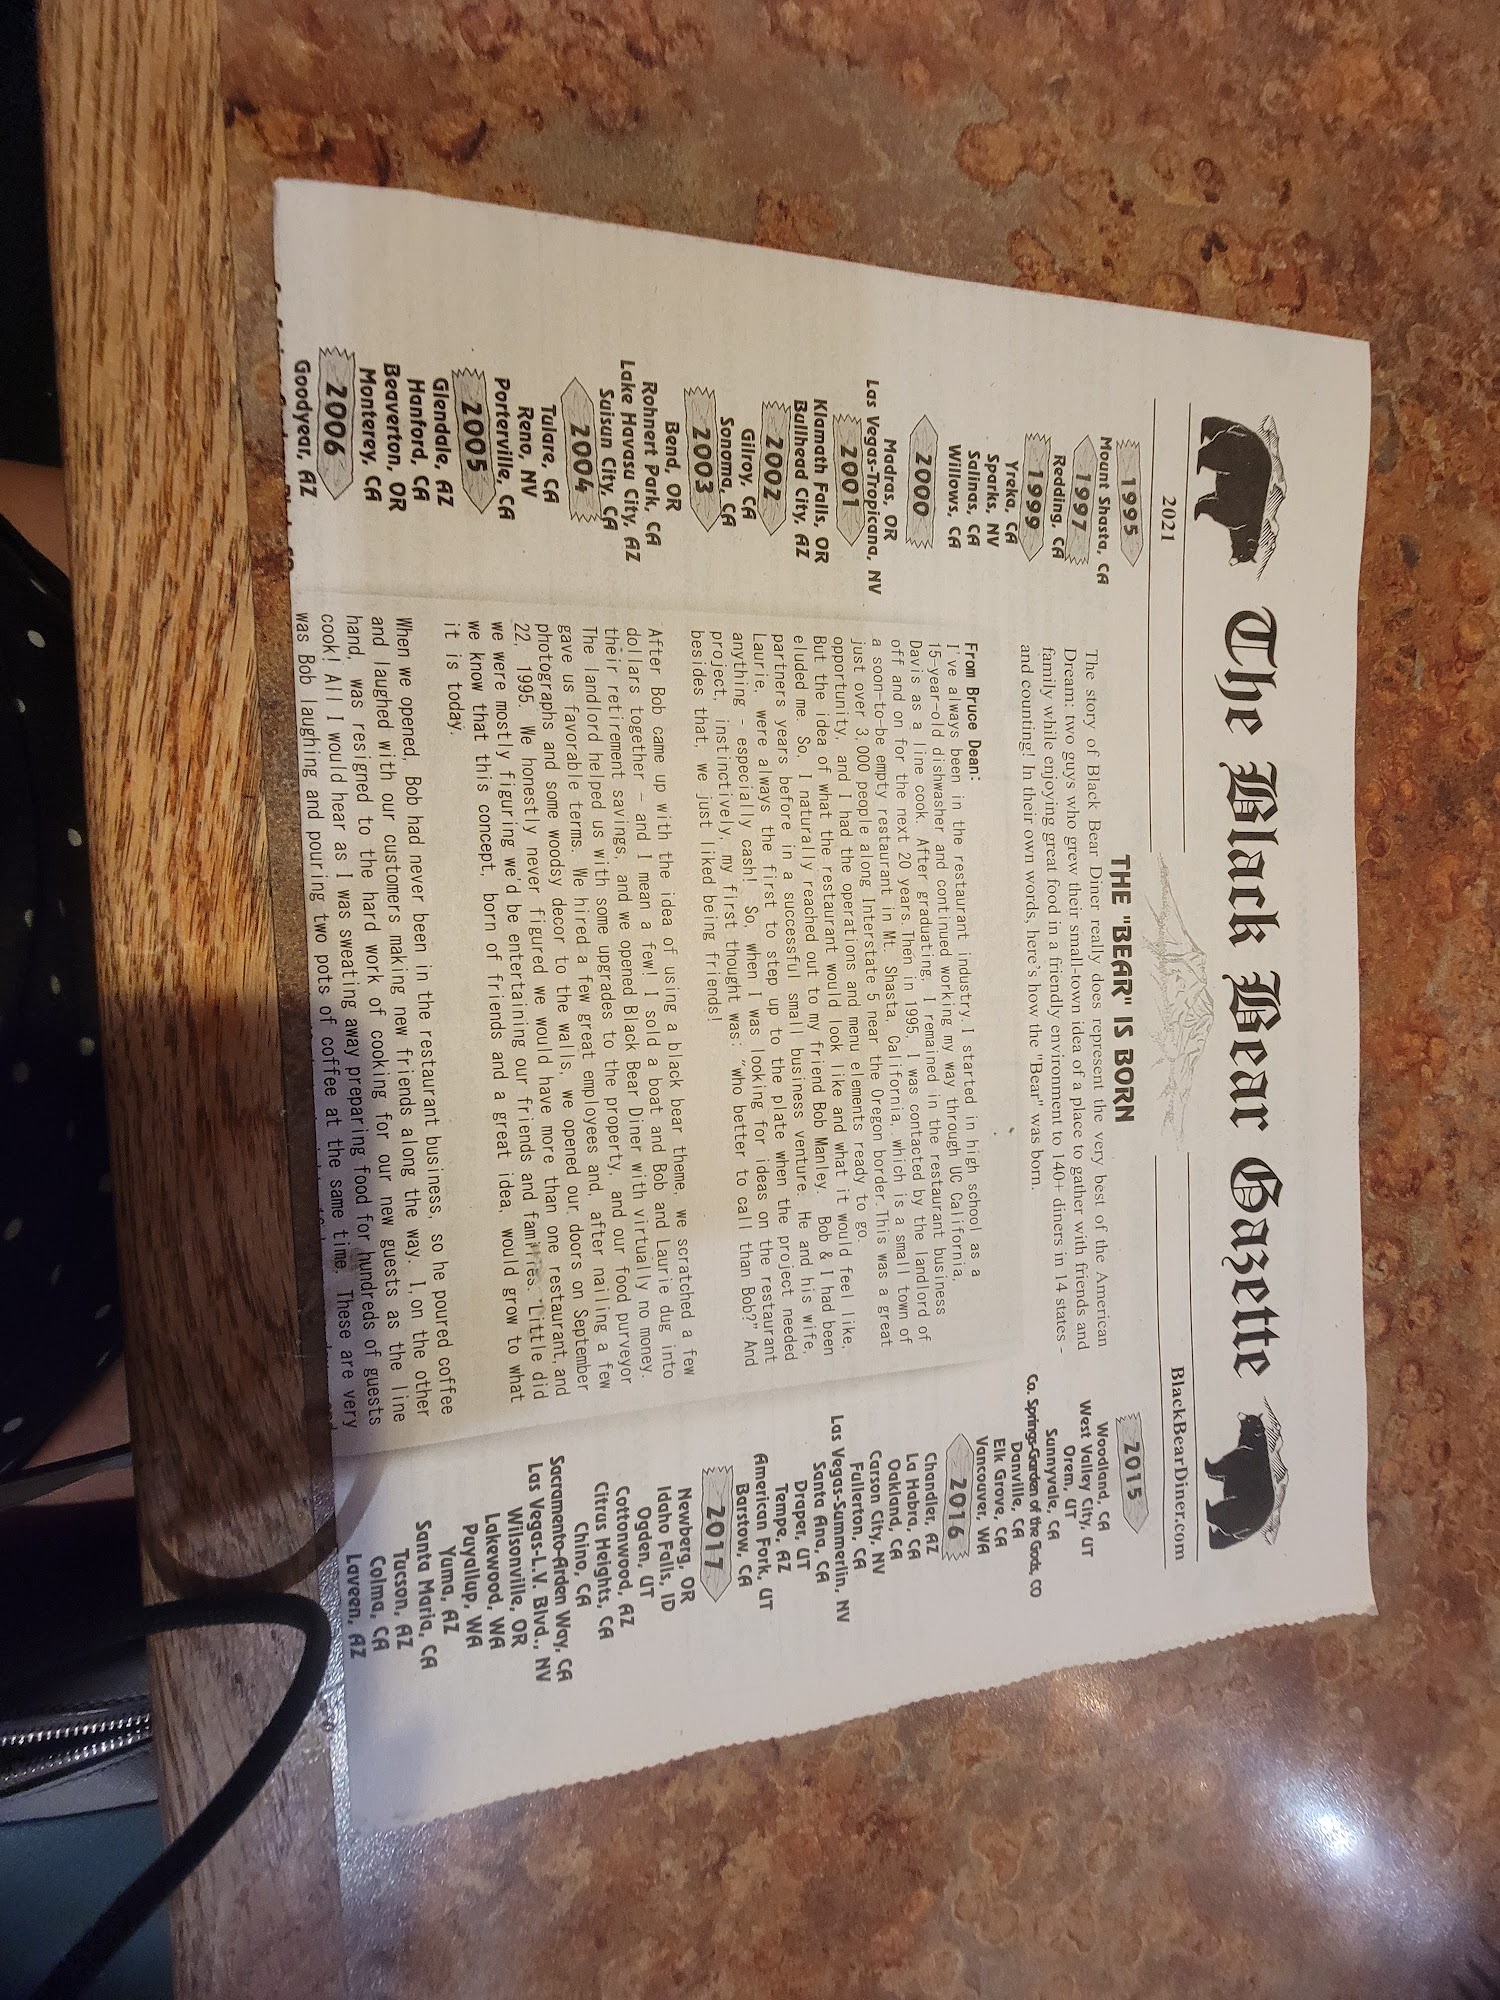 The Black Bear Gazette
2021
BlackBearDiner.com
1995
Mount Shasta, CA
1997
Redding, CA
1999
Yreka, CA
Sparks, NV
Salinas, CA
Willows, CA
2000
Madras, OR
Las Vegas-Tropicana, NV
2001
Klamath Falls, OR
Bullhead City, AZ
2002
Gilroy, CA
Sonoma, CA
2003
Bend, OR
Rohnert Park, CA
Lake Havasu City, AZ
Suisun City, CA
2004
Tulare, CA
Reno, NV
Porterville, CA
2005
Glendale, AZ
Hanford, CA
Beaverton, OR
Monterey, CA
2006
Goodyear, AZ
THE "BEAR" IS BORN
The story of Black Bear Diner really does represent the very best of the American
Dream: two guys who grew their small-town idea of a place to gather with friends and
family while enjoying great food in a friendly environment to 140+ diners in 14 states -
and counting! In their own words, here's how the "Bear" was born.
From Bruce Dean:
I've always been in the restaurant industry. I started in high school as a
15-year-old dishwasher and continued working my way through UC California,
Davis as a line cook. After graduating, I remained in the restaurant business
off and on for the next 20 years. Then in 1995, I was contacted by the landlord of
a soon-to-be empty restaurant in Mt. Shasta, California, which is a small town of
just over 3,000 people along Interstate 5 near the Oregon border. This was a great
opportunity, and I had the operations and menu elements ready to go.
But the idea of what the restaurant would look like and what it would feel like,
eluded me. So, I naturally reached out to my friend Bob Manley. Bob & I had been
partners years before in a successful small business venture. He and his wife,
Laurie, were always the first to step up to the plate when the project needed
anything - especially cash! So, when I was looking for ideas on the restaurant
project, instinctively, my first thought was: "who better to call than Bob?" And
besides that, we just liked being friends!
After Bob came up with the idea of using a black bear theme, we scratched a few
dollars together - and I mean a few! I sold a boat and Bob and Laurie dug into
their retirement savings, and we opened Black Bear Diner with virtually no money.
The landlord helped us with some upgrades to the property, and our food purveyor
gave us favorable terms. We hired a few great employees and, after nailing a few
photographs and some woodsy decor to the walls, we opened our doors on September
22, 1995. We honestly never figured we would have more than one restaurant, and
we were mostly figuring we'd be entertaining our friends and families. Little did
we know that this concept, born of friends and a great idea, would grow to what
it is today.
When we opened, Bob had never been in the restaurant business, so he poured coffee
and laughed with our customers making new friends along the way. I, on the other
hand, was resigned to the hard work of cooking for our new guests as the line
cook! All I would hear as I was sweating away preparing food for hundreds of guests
was Bob laughing and pouring two pots of coffee at the same time. These are very
2015
Woodland, CA
West Valley City, UT
Orem, UT
Sunnyvale, CA
Co. Springs-Garden of the Gods, CO
Danville, CA
Elk Grove, CA
Vancouver, WA
2016
Chandler, AZ
La Habra, CA
Oakland, CA
Carson City, NV
Fullerton, CA
Las Vegas-Summerlin, NV
Santa Ana, CA
Draper, UT
Tempe, AZ
American Fork, UT
Barstow, CA
2017
Newberg, OR
Idaho Falls, ID
Ogden, UT
Cottonwood, AZ
Citrus Heights, CA
Chino, CA
Sacramento-Arden Way, CA
Las Vegas-L.V. Blvd., NV
Wilsonville, OR
Lakewood, WA
Puyallup, WA
Yuma, AZ
Santa Maria, CA
Tucson, AZ
Colma, CA
Laveen, AZ